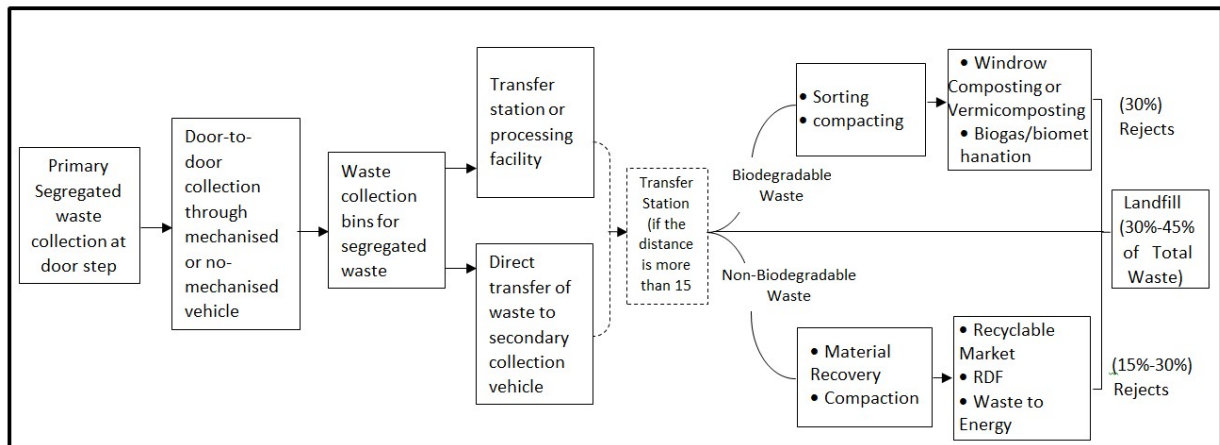 Primary
Segregated
waste
collection at
door step
Door-to-
door
collection
through
mechanised
or no-
mechanised
vehicle
Waste
collection
bins for
segregated
waste
Transfer
station or
processing
facility
Direct
transfer of
waste to
secondary
collection
vehicle
Transfer
Station
(if the
distance
is more
than 15
Biodegradable
Waste
Non-Biodegradable
Waste
• Sorting
• compacting
• Windrow
Composting or
Vermicomposting
• Biogas/biomet
hanation
• Material
Recovery
• Compaction
• Recyclable
Market
• RDF
• Waste to
Energy
(30%)
Rejects
Landfill
(30%-45%
of Total
Waste)
(15%-30%)
Rejects